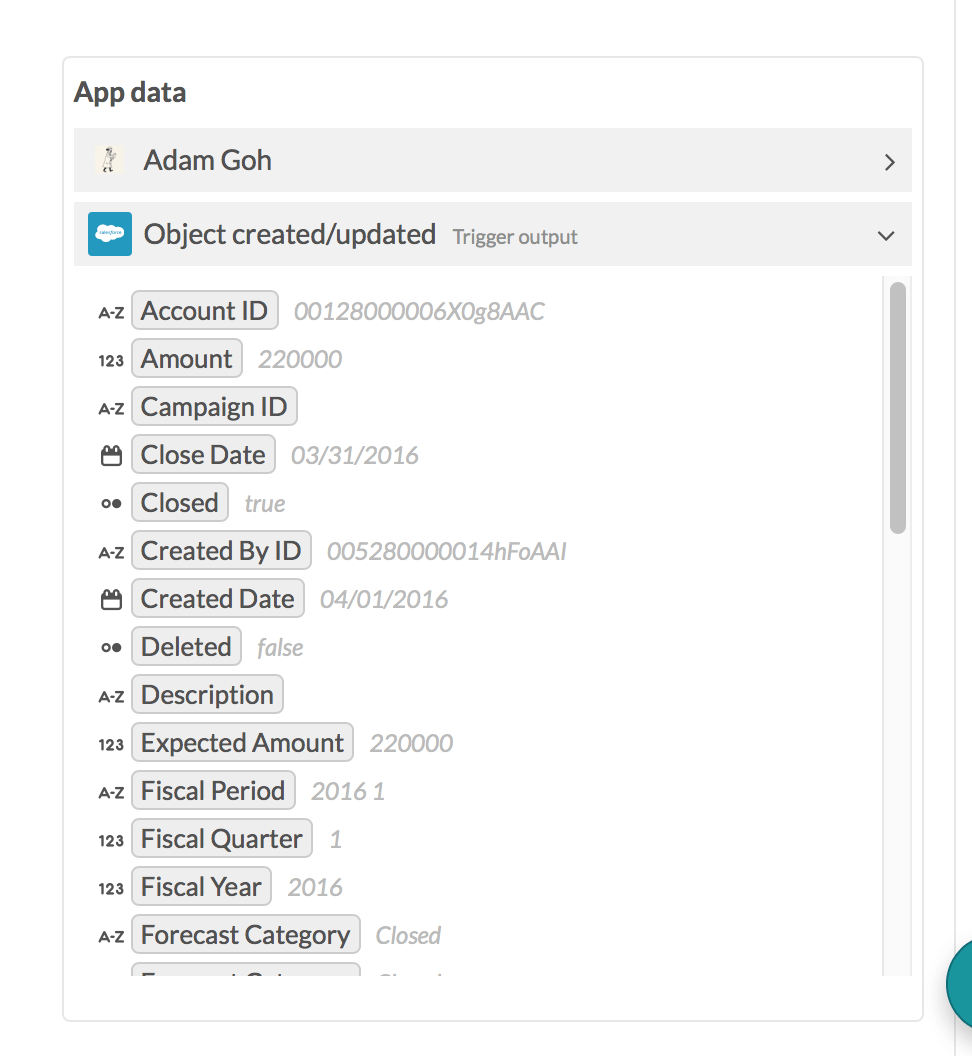 App data
Adam Goh
salesforce
Object created/updated Trigger output
A-Z Account ID 00128000006X0g8AAC
123 Amount 220000
A-Z Campaign ID
Close Date 03/31/2016
Closed true
A-Z Created By ID 005280000014hFoAAI
Created Date 04/01/2016
Deleted false
A-Z Description
123 Expected Amount 220000
A-Z Fiscal Period 2016 1
123 Fiscal Quarter 1
123 Fiscal Year 2016
A-Z Forecast Category Closed